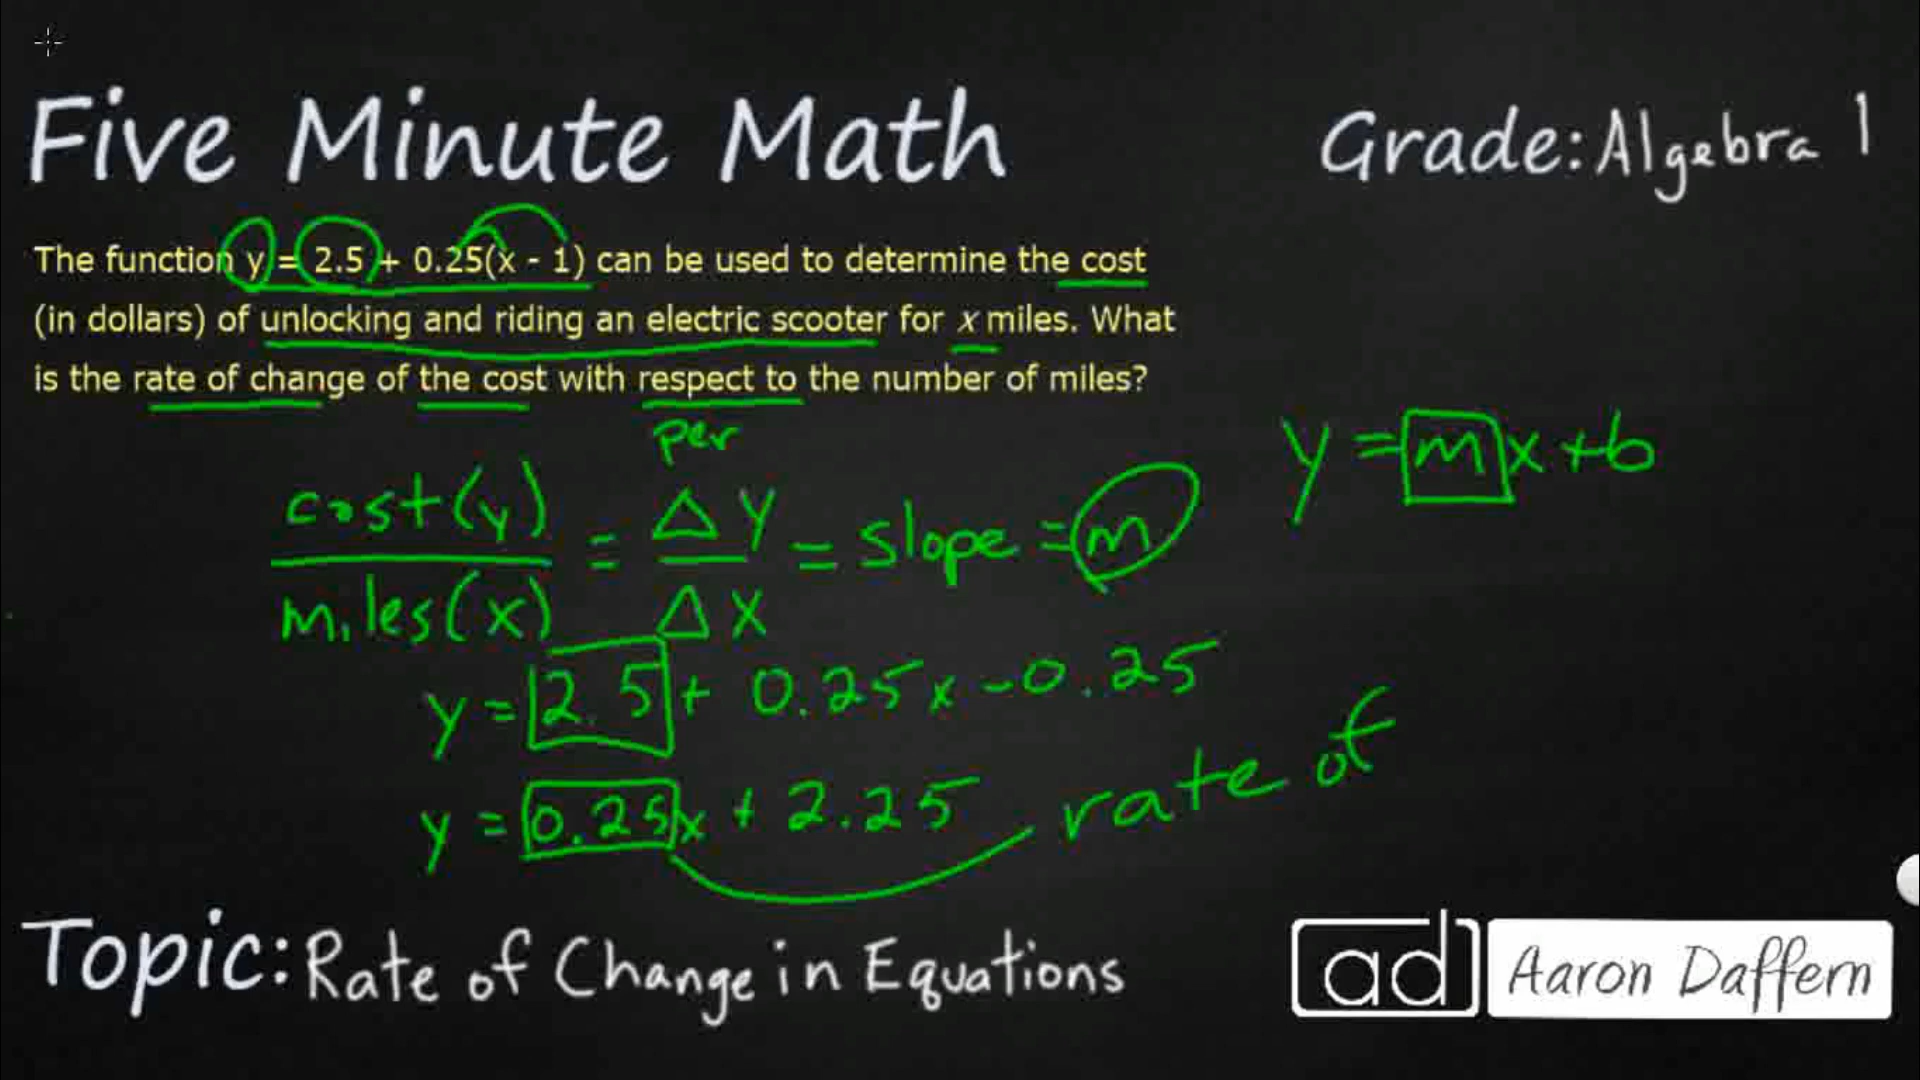 Five Minute Math
Grade: Algebra 1
The function y = 2.5 + 0.25(x - 1) can be used to determine the cost
(in dollars) of unlocking and riding an electric scooter for x miles. What
is the rate of change of the cost with respect to the number of miles?
per
y = mx+b
cost(y) / miles(x) = ΔY / ΔX = slope = m
y = 2.5 + 0.25x - 0.25
y = 0.25x + 2.25 rate of
Topic: Rate of Change in Equations
ad Aaron Daffern